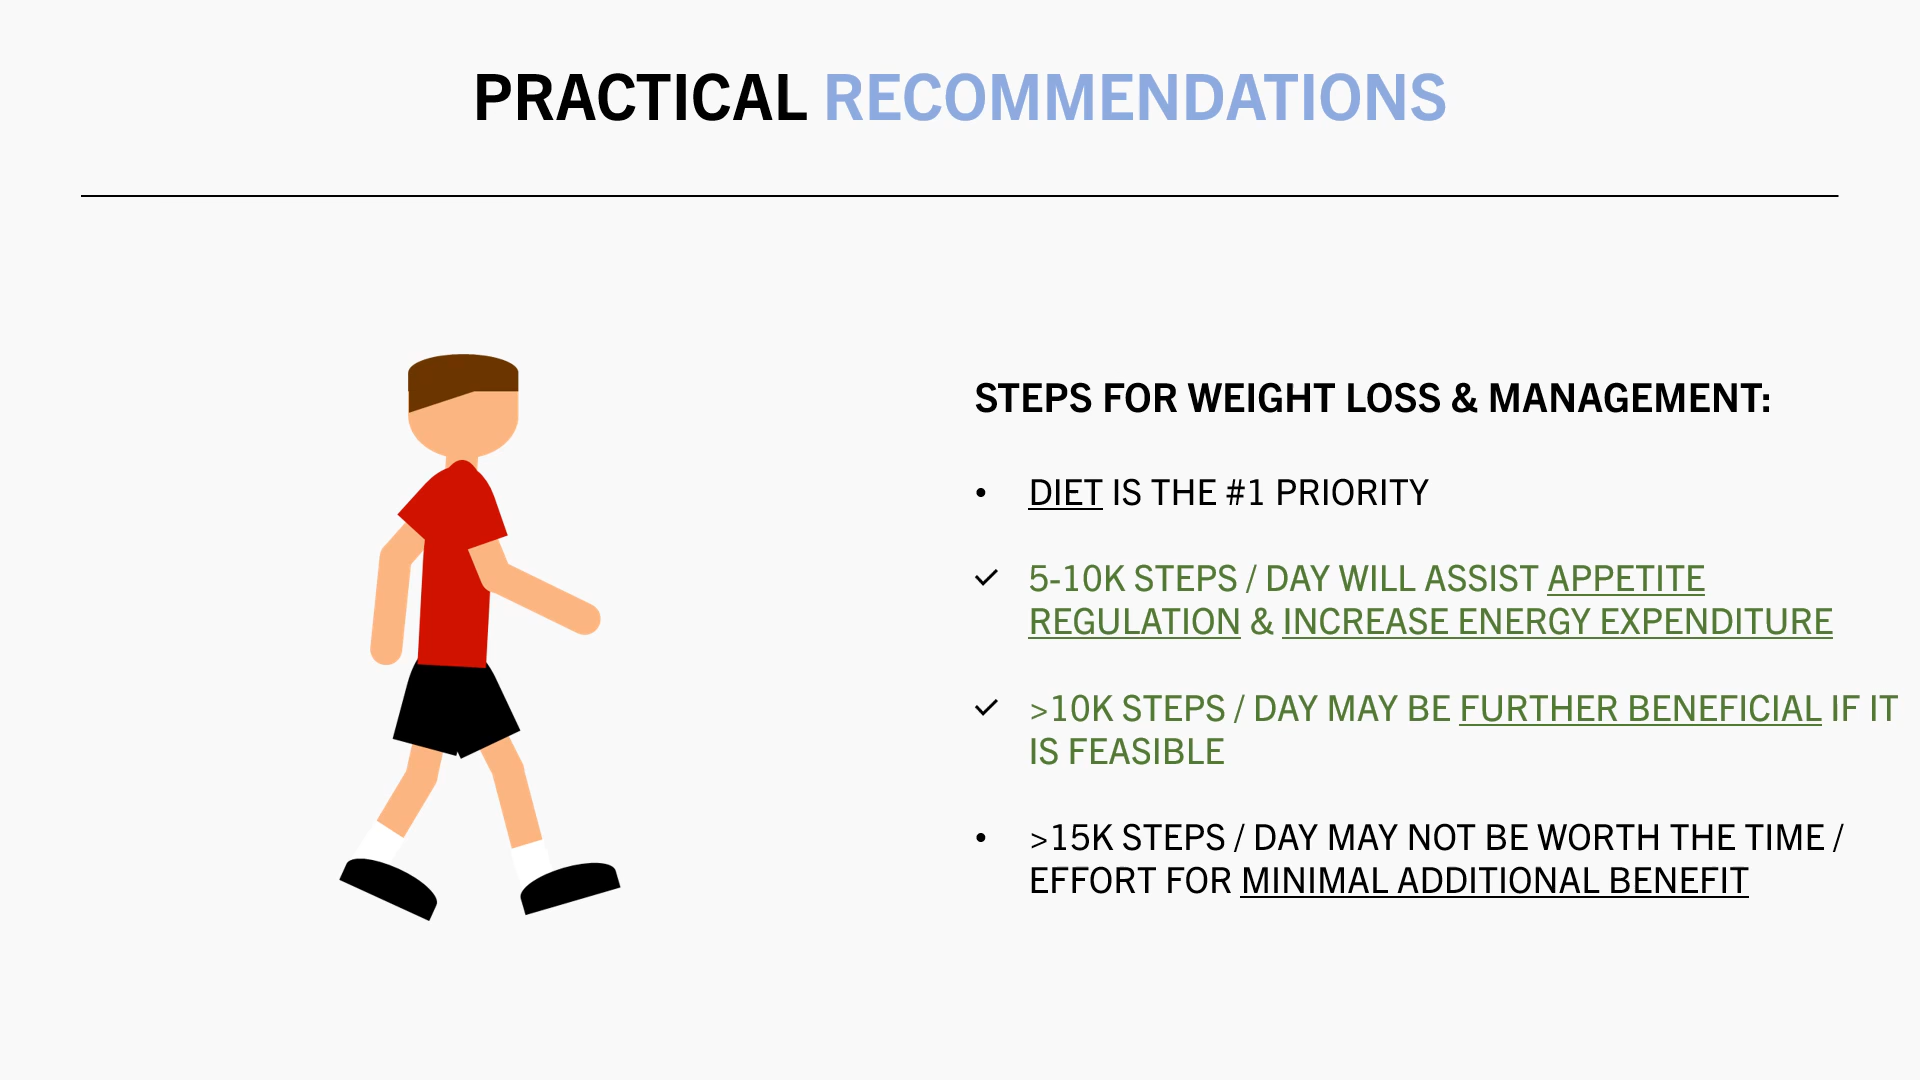 PRACTICAL RECOMMENDATIONS
STEPS FOR WEIGHT LOSS & MANAGEMENT:
• DIET IS THE #1 PRIORITY
✓ 5-10K STEPS / DAY WILL ASSIST APPETITE
REGULATION & INCREASE ENERGY EXPENDITURE
✓ >10K STEPS / DAY MAY BE FURTHER BENEFICIAL IF IT
IS FEASIBLE
• >15K STEPS / DAY MAY NOT BE WORTH THE TIME /
EFFORT FOR MINIMAL ADDITIONAL BENEFIT